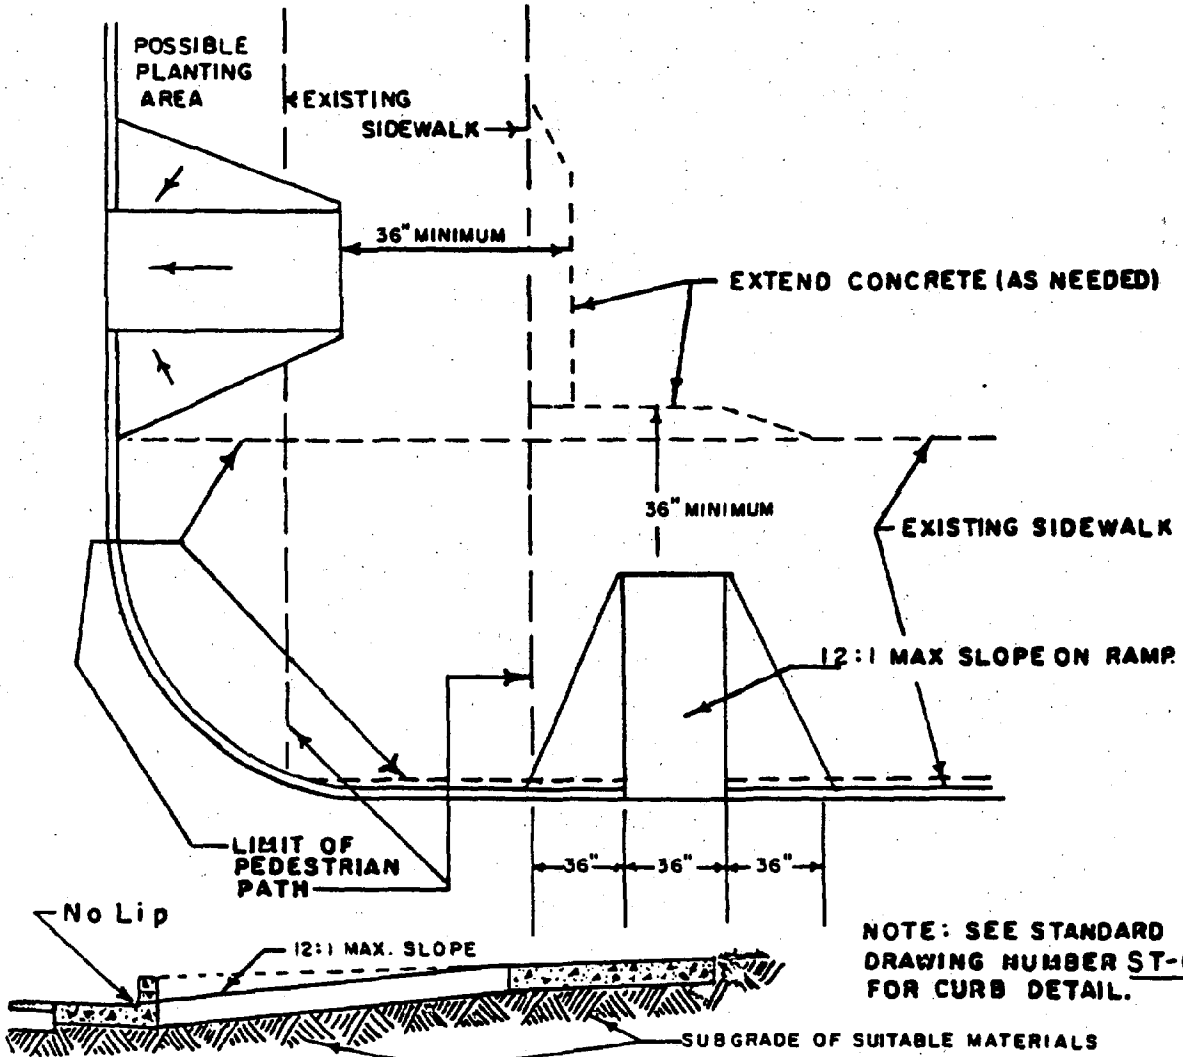 POSSIBLE
PLANTING
AREA
EXISTING
SIDEWALK
36" MINIMUM
EXTEND CONCRETE (AS NEEDED)
36" MINIMUM
EXISTING SIDEWALK
12:1 MAX SLOPE ON RAMP.
LIMIT OF
PEDESTRIAN
PATH
36" 36" 36"
No Lip
12:1 MAX. SLOPE
NOTE: SEE STANDARD
DRAWING NUMBER ST-
FOR CURB DETAIL.
SUBGRADE OF SUITABLE MATERIALS